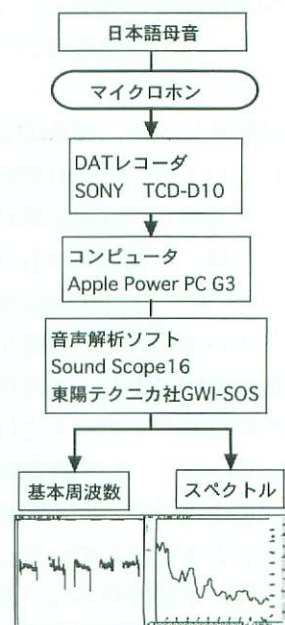 日本語母音
マイクロホン
DATレコーダ
SONY TCD-D10
コンピュータ
Apple Power PC G3
音声解析ソフト
Sound Scope16
東陽テクニカ社GWI-SOS
基本周波数
スペクトル